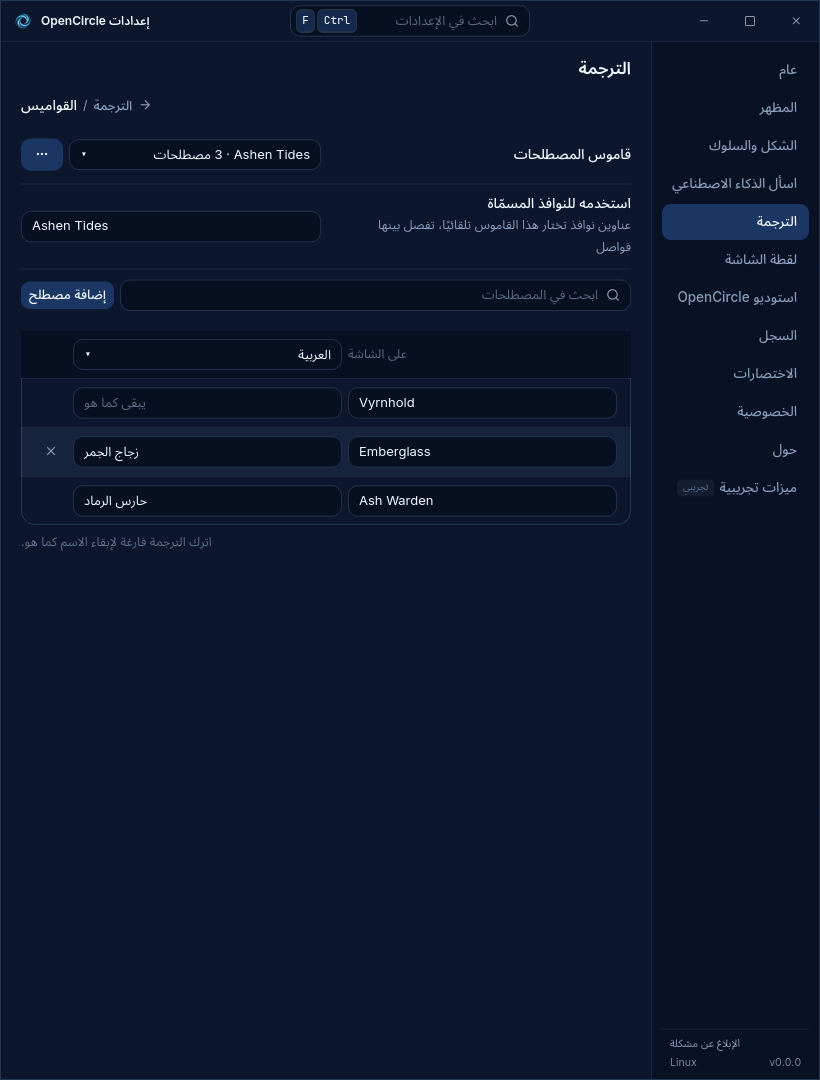 إعدادات OpenCircle
ابحث في الإعدادات
Ctrl F
عام
المظهر
الشكل والسلوك
اسأل الذكاء الاصطناعي
الترجمة
لقطة الشاشة
استوديو OpenCircle
السجل
الاختصارات
الخصوصية
حول
ميزات تجريبية تجريبي
الإبلاغ عن مشكلة
v0.0.0 Linux
الترجمة
الترجمة / القواميس
قاموس المصطلحات
Ashen Tides · 3 مصطلحات
استخدمه للنوافذ المسمّاة
عناوين نوافذ تختار هذا القاموس تلقائيًا، تفصل بينها
فواصل
Ashen Tides
ابحث في المصطلحات
إضافة مصطلح
على الشاشة العربية
Vyrnhold يبقى كما هو
Emberglass زجاج الجمر
Ash Warden حارس الرماد
اترك الترجمة فارغة لإبقاء الاسم كما هو.